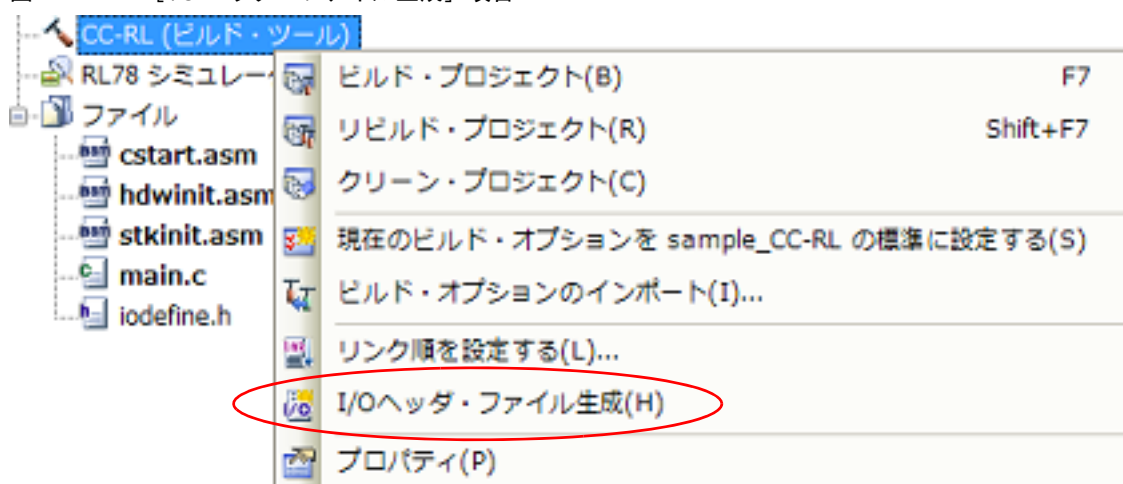 CC-RL (ビルド・ツール)
RL78 シミュレー
ファイル
cstart.asm
hdwinit.asm
stkinit.asm
main.c
iodefine.h
ビルド・プロジェクト(B) F7
リビルド・プロジェクト(R) Shift+F7
クリーン・プロジェクト(C)
現在のビルド・オプションを sample_CC-RL の標準に設定する(S)
ビルド・オプションのインポート(I)...
リンク順を設定する(L)...
I/Oヘッダ・ファイル生成(H)
プロパティ(P)